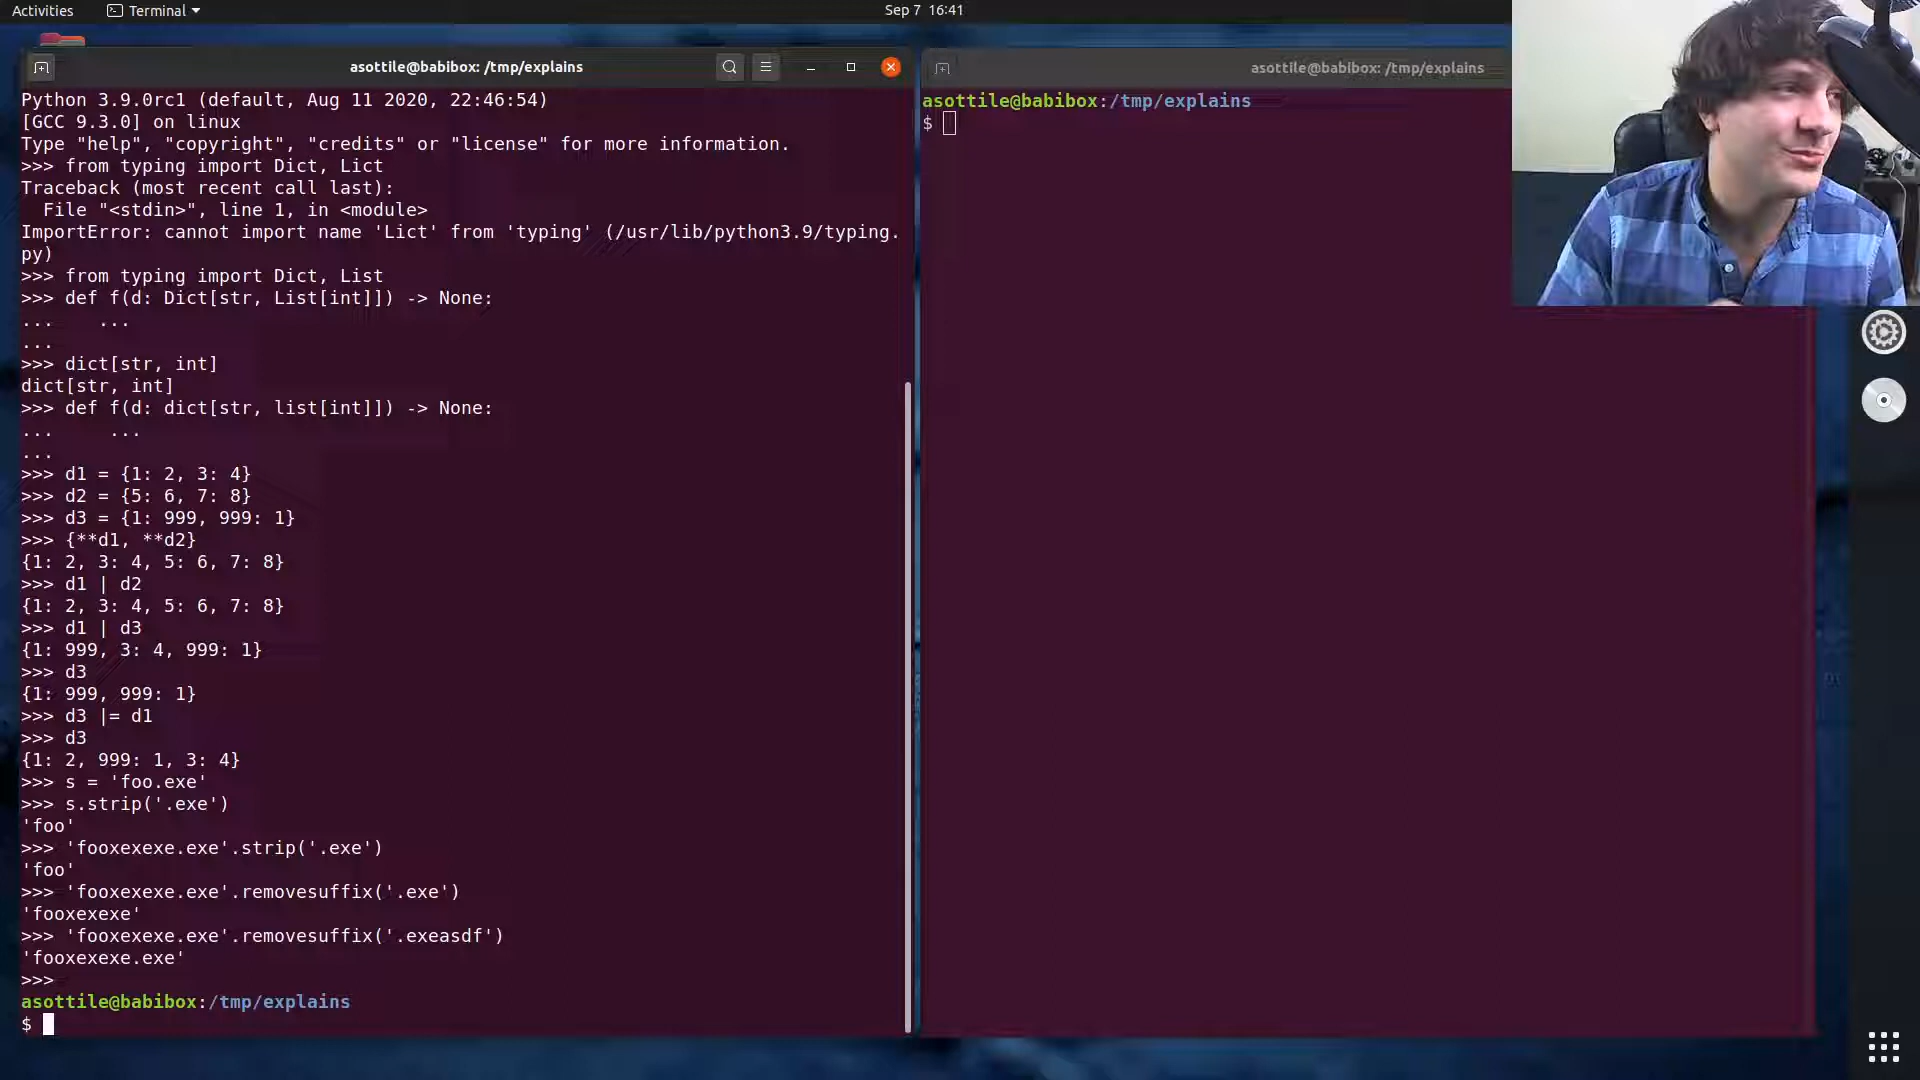 Activities
Terminal
Sep 7 16:41
asottile@babibox: /tmp/explains
Python 3.9.0rc1 (default, Aug 11 2020, 22:46:54)
[GCC 9.3.0] on linux
Type "help", "copyright", "credits" or "license" for more information.
>>> from typing import Dict, Lict
Traceback (most recent call last):
  File "<stdin>", line 1, in <module>
ImportError: cannot import name 'Lict' from 'typing' (/usr/lib/python3.9/typing.
py)
>>> from typing import Dict, List
>>> def f(d: Dict[str, List[int]]) -> None:
...    ...
...
>>> dict[str, int]
dict[str, int]
>>> def f(d: dict[str, list[int]]) -> None:
...     ...
...
>>> d1 = {1: 2, 3: 4}
>>> d2 = {5: 6, 7: 8}
>>> d3 = {1: 999, 999: 1}
>>> {**d1, **d2}
{1: 2, 3: 4, 5: 6, 7: 8}
>>> d1 | d2
{1: 2, 3: 4, 5: 6, 7: 8}
>>> d1 | d3
{1: 999, 3: 4, 999: 1}
>>> d3
{1: 999, 999: 1}
>>> d3 |= d1
>>> d3
{1: 2, 999: 1, 3: 4}
>>> s = 'foo.exe'
>>> s.strip('.exe')
'foo'
>>> 'fooxexexe.exe'.strip('.exe')
'foo'
>>> 'fooxexexe.exe'.removesuffix('.exe')
'fooxexexe'
>>> 'fooxexexe.exe'.removesuffix('.exeasdf')
'fooxexexe.exe'
>>>
asottile@babibox:/tmp/explains
$
asottile@babibox: /tmp/explains
asottile@babibox:/tmp/explains
$